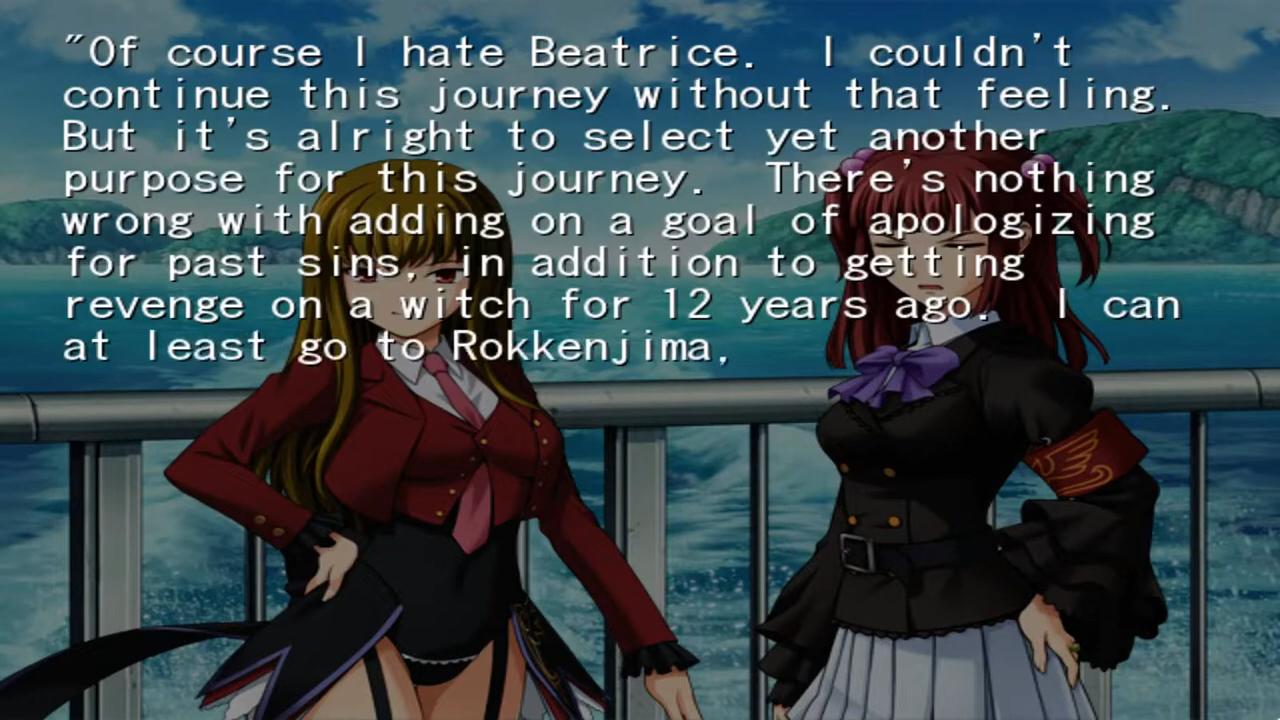 "Of course I hate Beatrice.  I couldn't
continue this journey without that feeling.
But it's alright to select yet another
purpose for this journey.  There's nothing
wrong with adding on a goal of apologizing
for past sins, in addition to getting
revenge on a witch for 12 years ago.  I can
at least go to Rokkenjima,